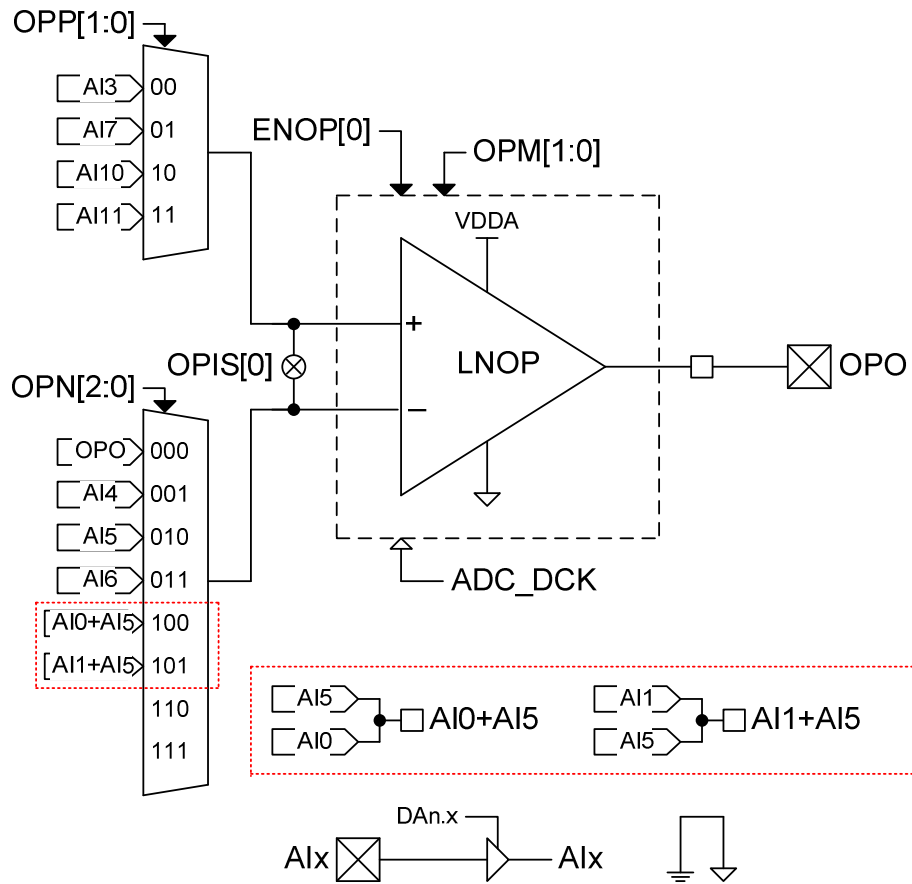 OPP[1:0]
AI3 00
AI7 01
AI10 10
AI11 11
ENOP[0]
OPM[1:0]
VDDA
+
LNOP
−
OPIS[0]
OPO
OPN[2:0]
OPO 000
AI4 001
AI5 010
AI6 011
AI0+AI5 100
AI1+AI5 101
110
111
ADC_DCK
AI5
AI0
AI0+AI5
AI1
AI5
AI1+AI5
DAn.x
AIx
AIx